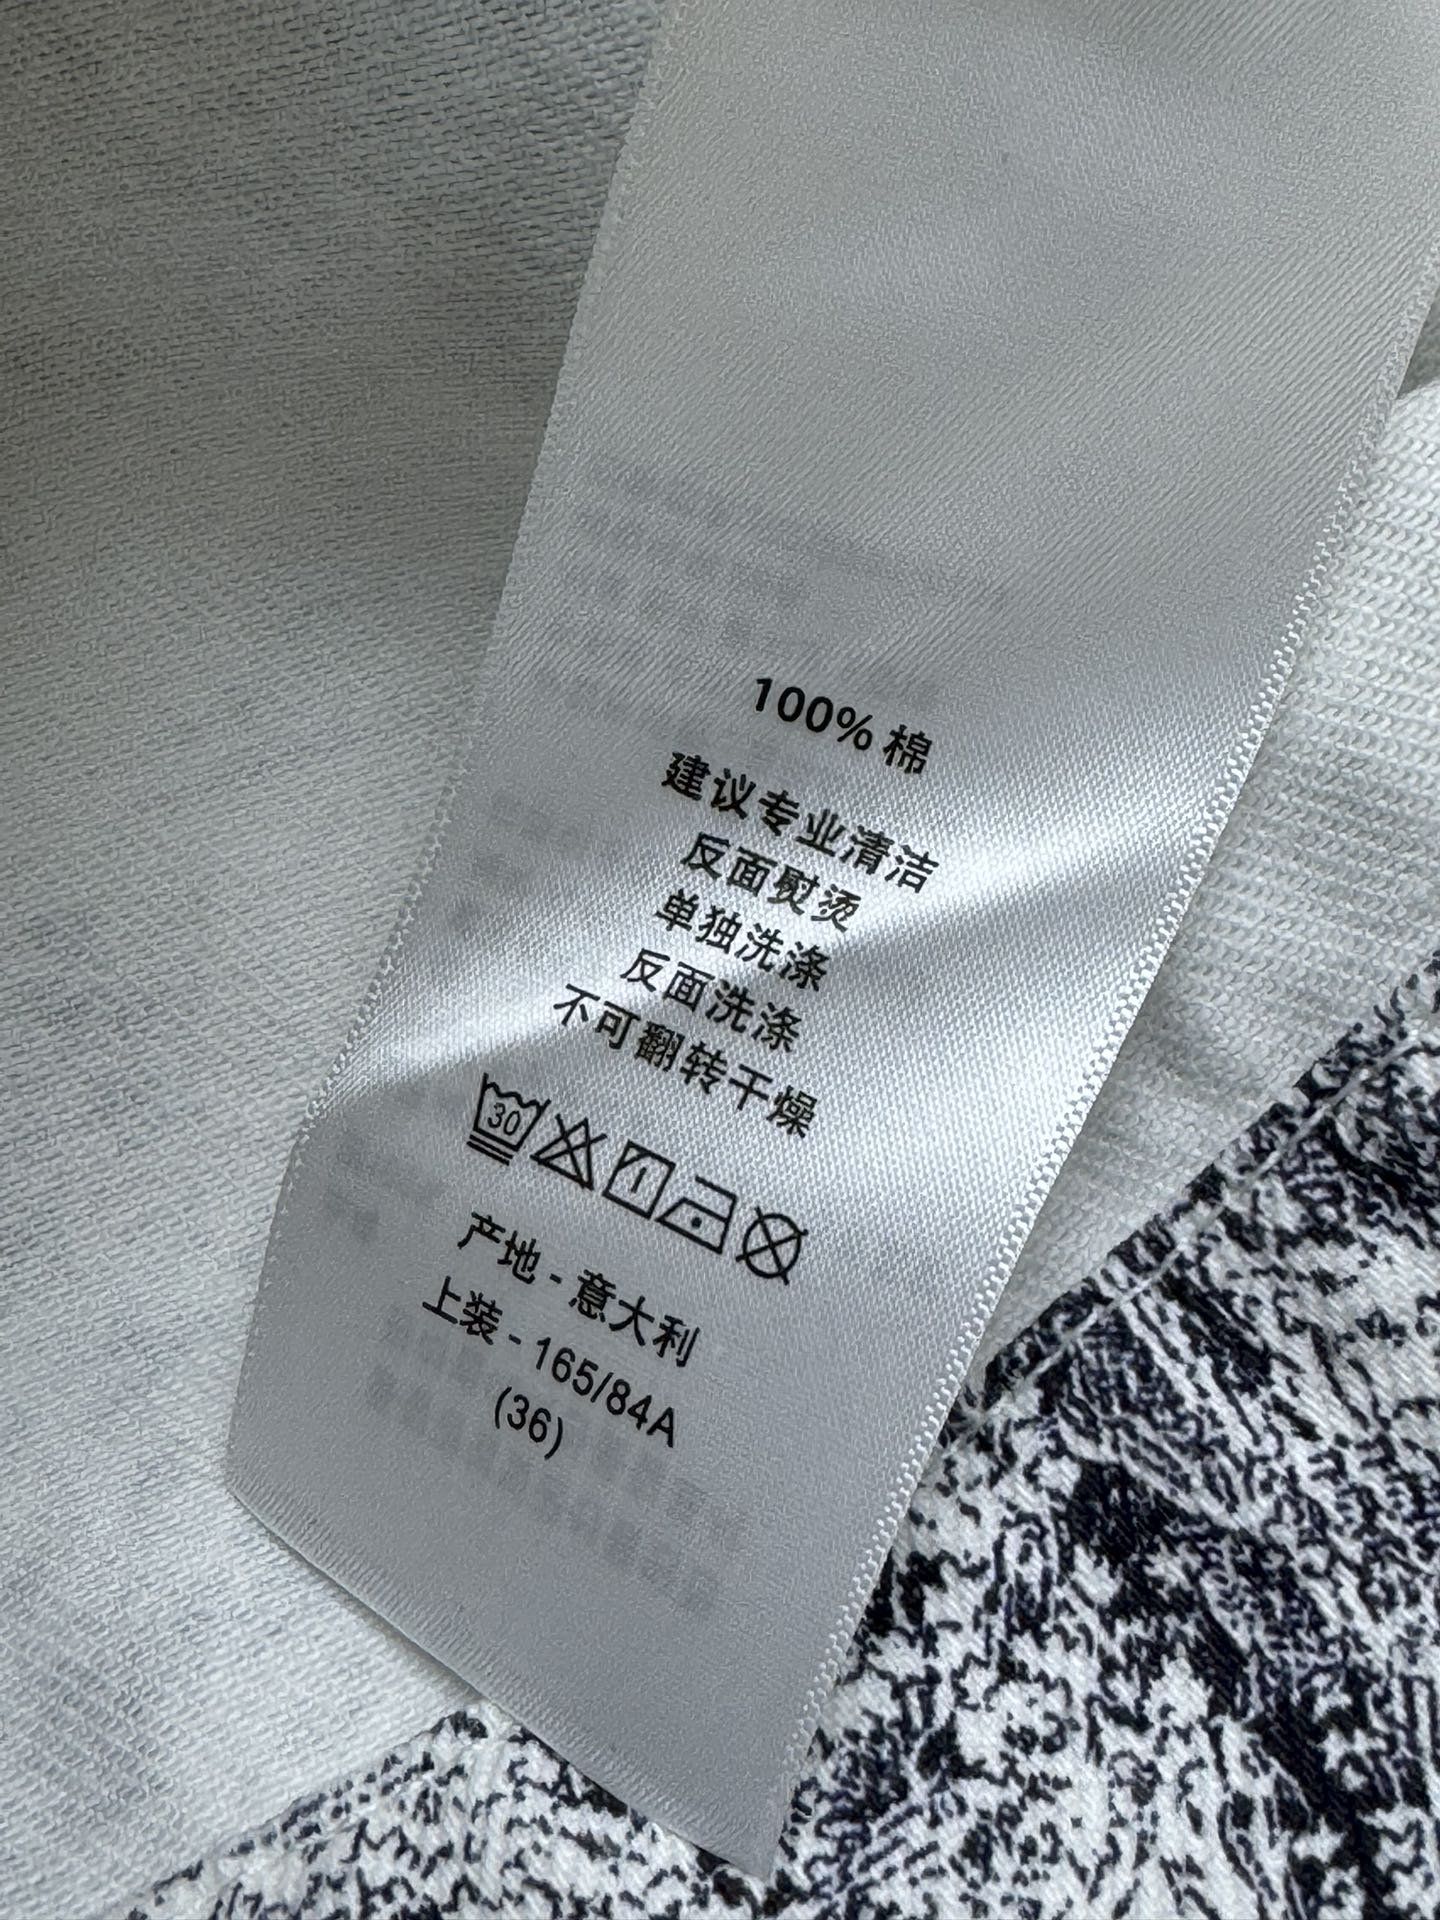 100% 棉
建议专业清洁
反面熨烫
单独洗涤
反面洗涤
不可翻转干燥
30
产地 - 意大利
上装 - 165/84A
(36)